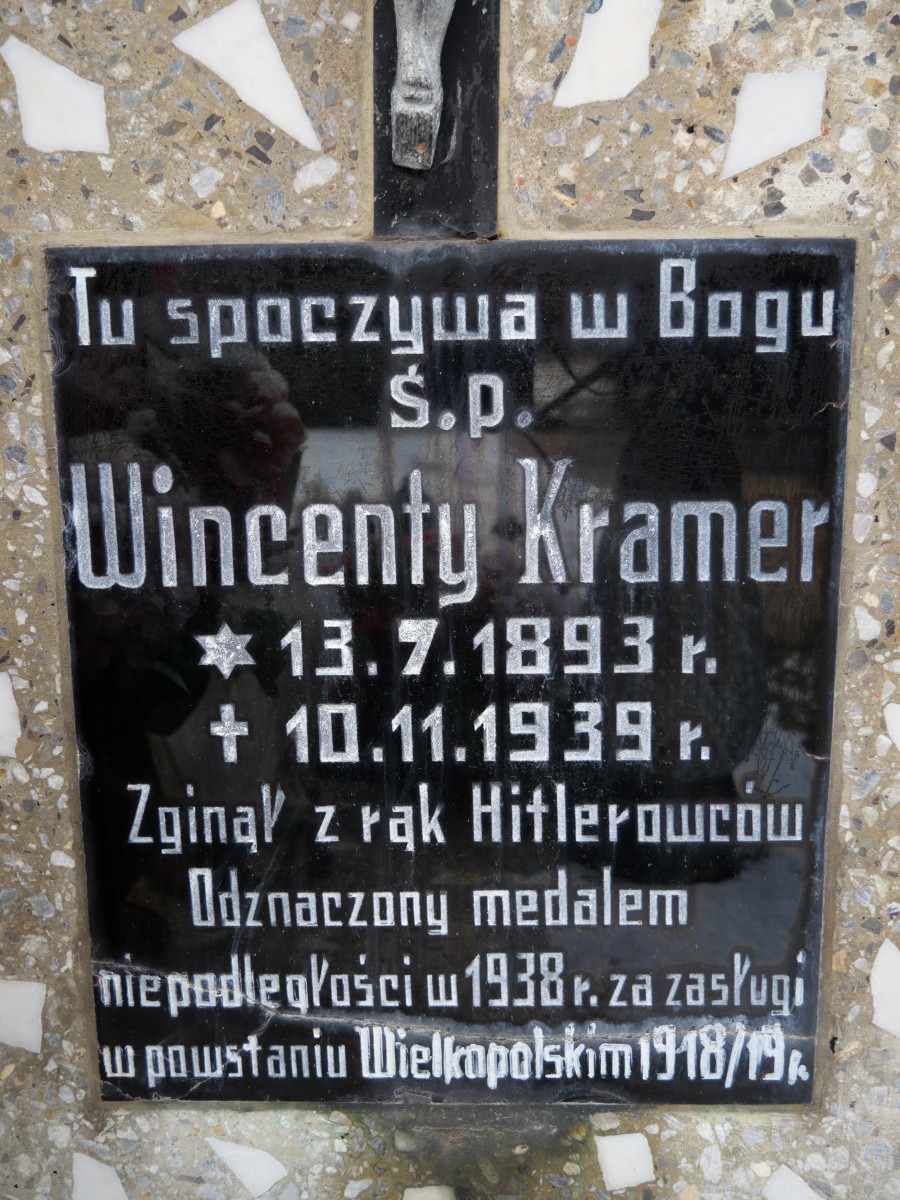 Tu spoczywa w Bogu
Ś.p.
Wincenty Kramer
✶ 13.7.1893 r.
✝ 10.11.1939 r.
Zginął z rąk Hitlerowców
Odznaczony medalem
niepodległości w 1938 r. za zasługi
w powstaniu Wielkopolskim 1918/19 r.